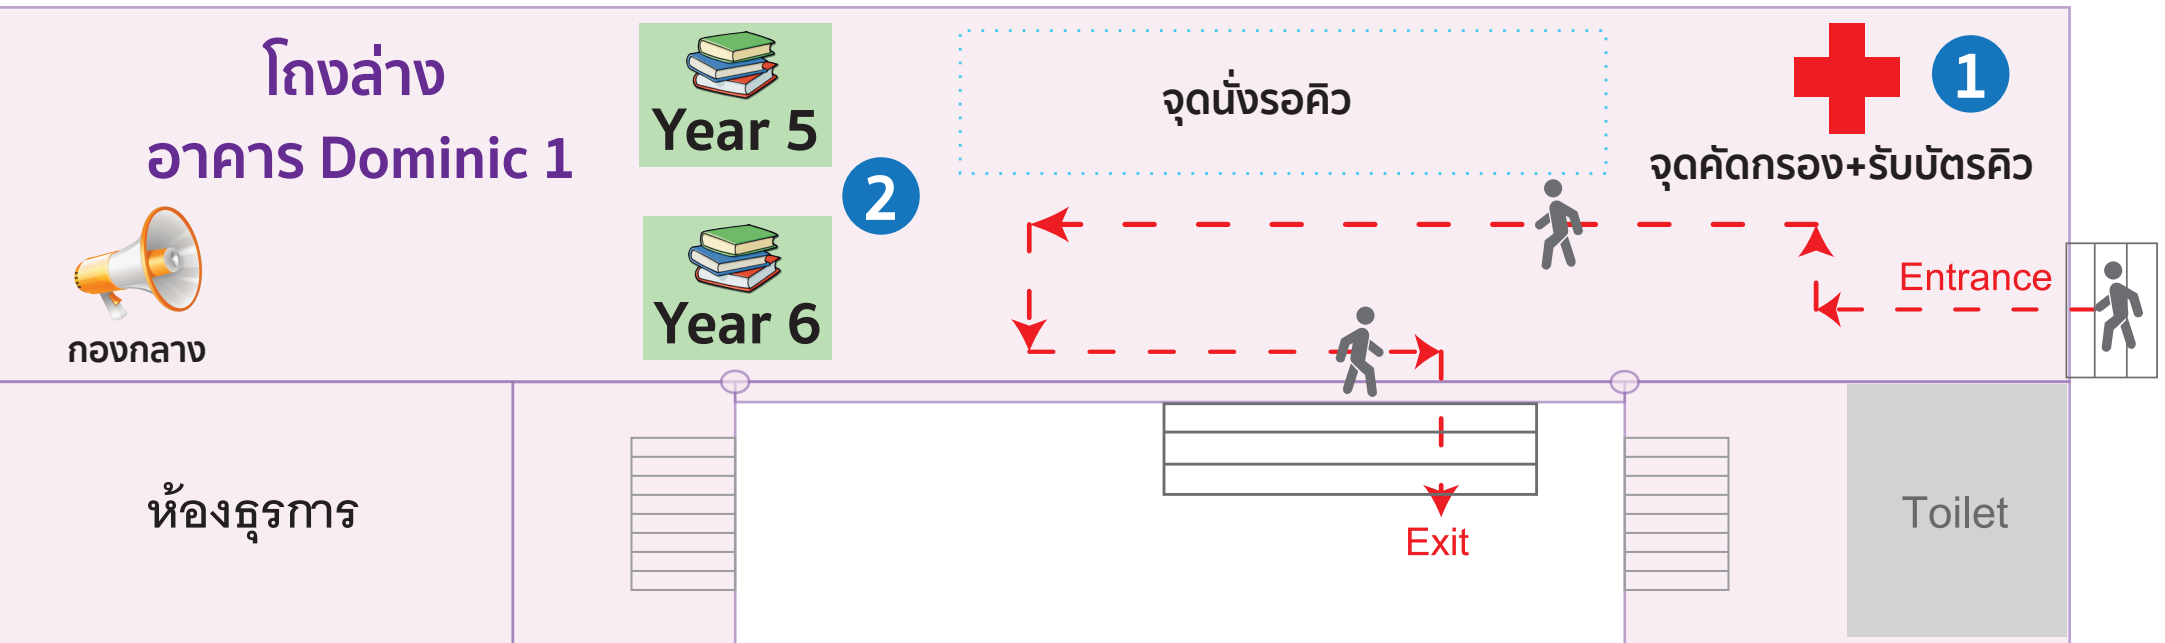 โถงล่าง
อาคาร Dominic 1
Year 5
จุดนั่งรอคิว
1
จุดคัดกรอง+รับบัตรคิว
2
Year 6
Entrance
กองกลาง
ห้องธุรการ
Exit
Toilet